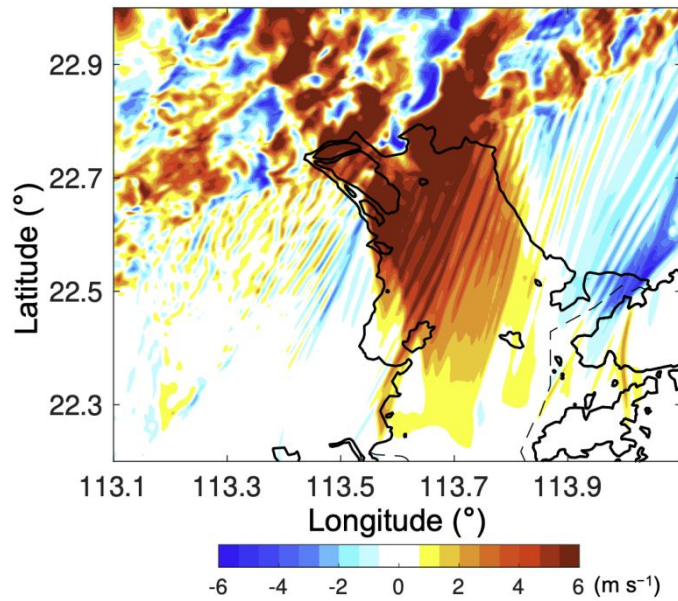 22.9
22.7
22.5
22.3
Latitude (°)
113.1 113.3 113.5 113.7 113.9
Longitude (°)
-6 -4 -2 0 2 4 6 (m s⁻¹)